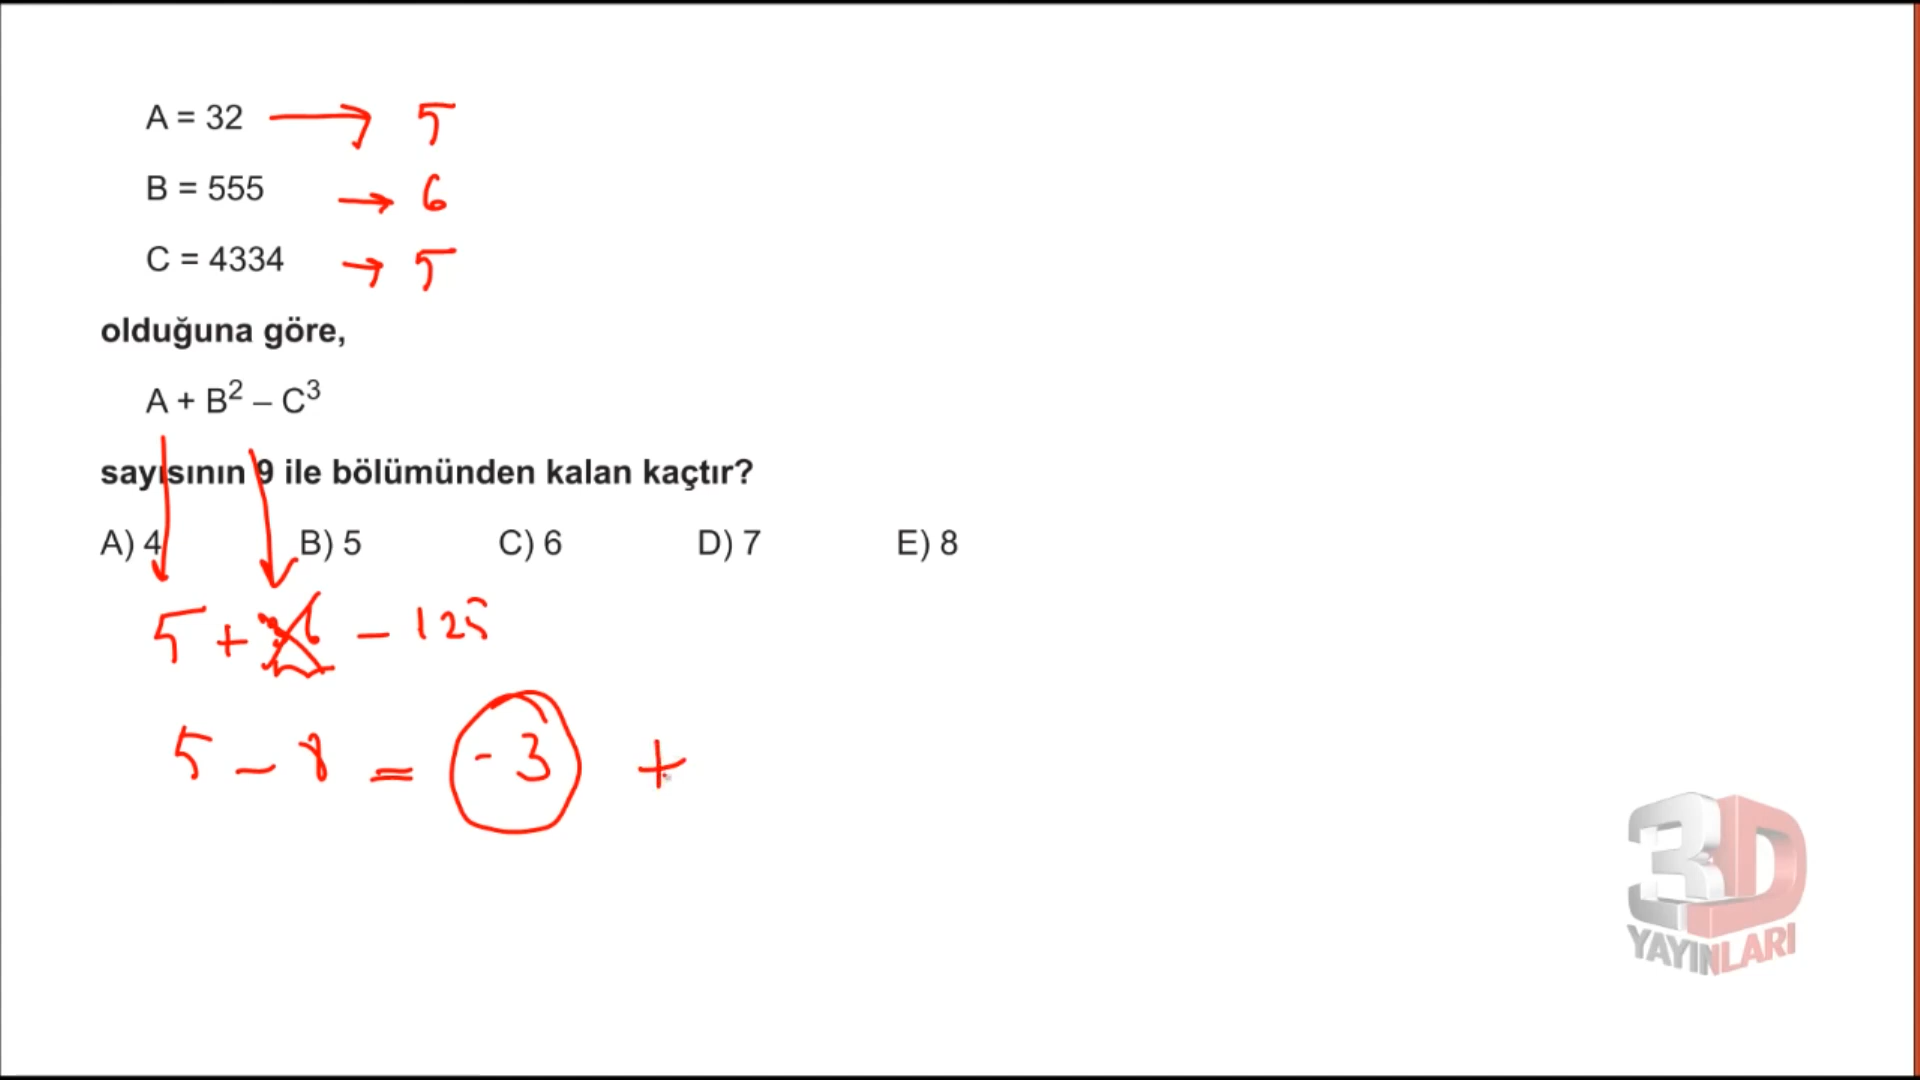 A = 32 → 5
B = 555 → 6
C = 4334 → 5
olduğuna göre,
A + B² – C³
sayısının 9 ile bölümünden kalan kaçtır?
A) 4 B) 5 C) 6 D) 7 E) 8
5 + 36 - 125
5 - 8 = -3 +
3D
YAYINLARI